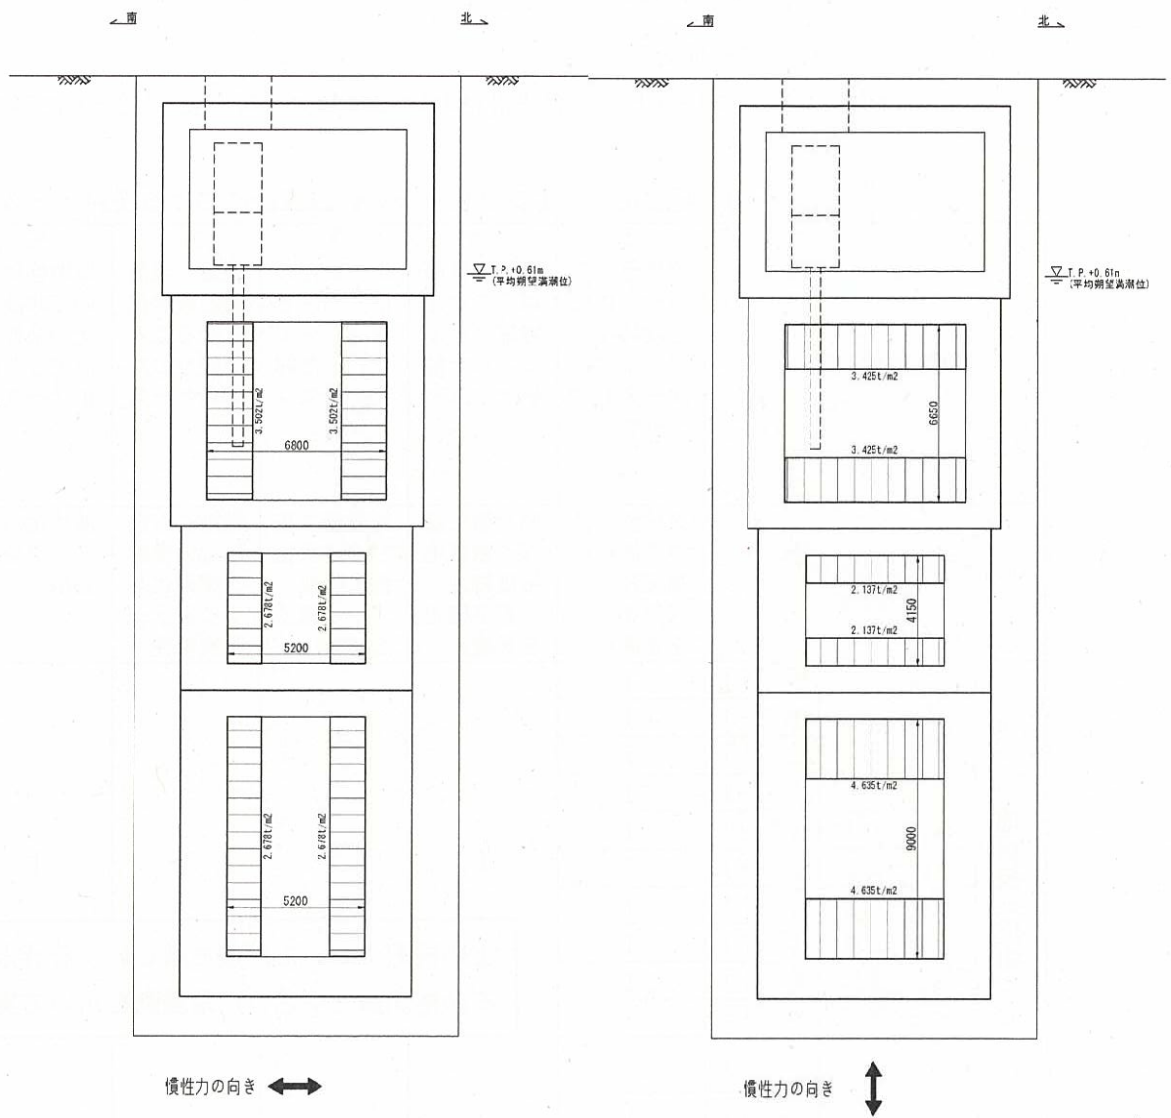 南
北
T.P.+0.61m
(平均朔望満潮位)
3.502t/m2
3.502t/m2
6800
2.678t/m2
2.678t/m2
5200
2.678t/m2
2.678t/m2
5200
慣性力の向き
南
北
T.P.+0.61m
(平均朔望満潮位)
3.425t/m2
6650
3.425t/m2
2.137t/m2
4150
2.137t/m2
4.635t/m2
9000
4.635t/m2
慣性力の向き